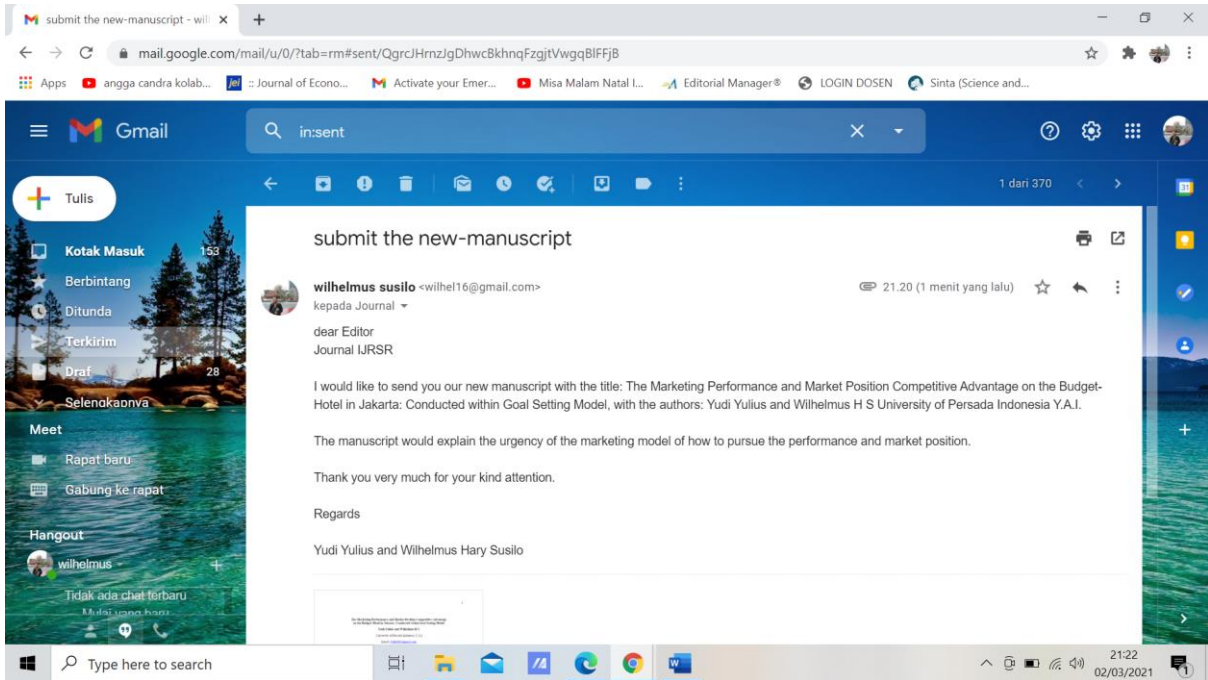 submit the new-manuscript - wil
mail.google.com/mail/u/0/?tab=rm#sent/QgrcJHrnzJgDhwcBkhnqFzgjtVwgqBlFFjB
Apps angga candra kolab... jei :: Journal of Econo... Activate your Emer... Misa Malam Natal I... Editorial Manager® LOGIN DOSEN Sinta (Science and...
Gmail
in:sent
Tulis
1 dari 370
31
Kotak Masuk 153
Berbintang
Ditunda
Terkirim
Draf 28
Selengkapnya
Meet
Rapat baru
Gabung ke rapat
Hangout
wilhelmus
Tidak ada chat terbaru
Mulai yang baru
submit the new-manuscript
wilhelmus susilo <wilhel16@gmail.com> 21.20 (1 menit yang lalu)
kepada Journal
dear Editor
Journal IJRSR
I would like to send you our new manuscript with the title: The Marketing Performance and Market Position Competitive Advantage on the Budget-
Hotel in Jakarta: Conducted within Goal Setting Model, with the authors: Yudi Yulius and Wilhelmus H S University of Persada Indonesia Y.A.I.
The manuscript would explain the urgency of the marketing model of how to pursue the performance and market position.
Thank you very much for your kind attention.
Regards
Yudi Yulius and Wilhelmus Hary Susilo
Type here to search
21:22
02/03/2021